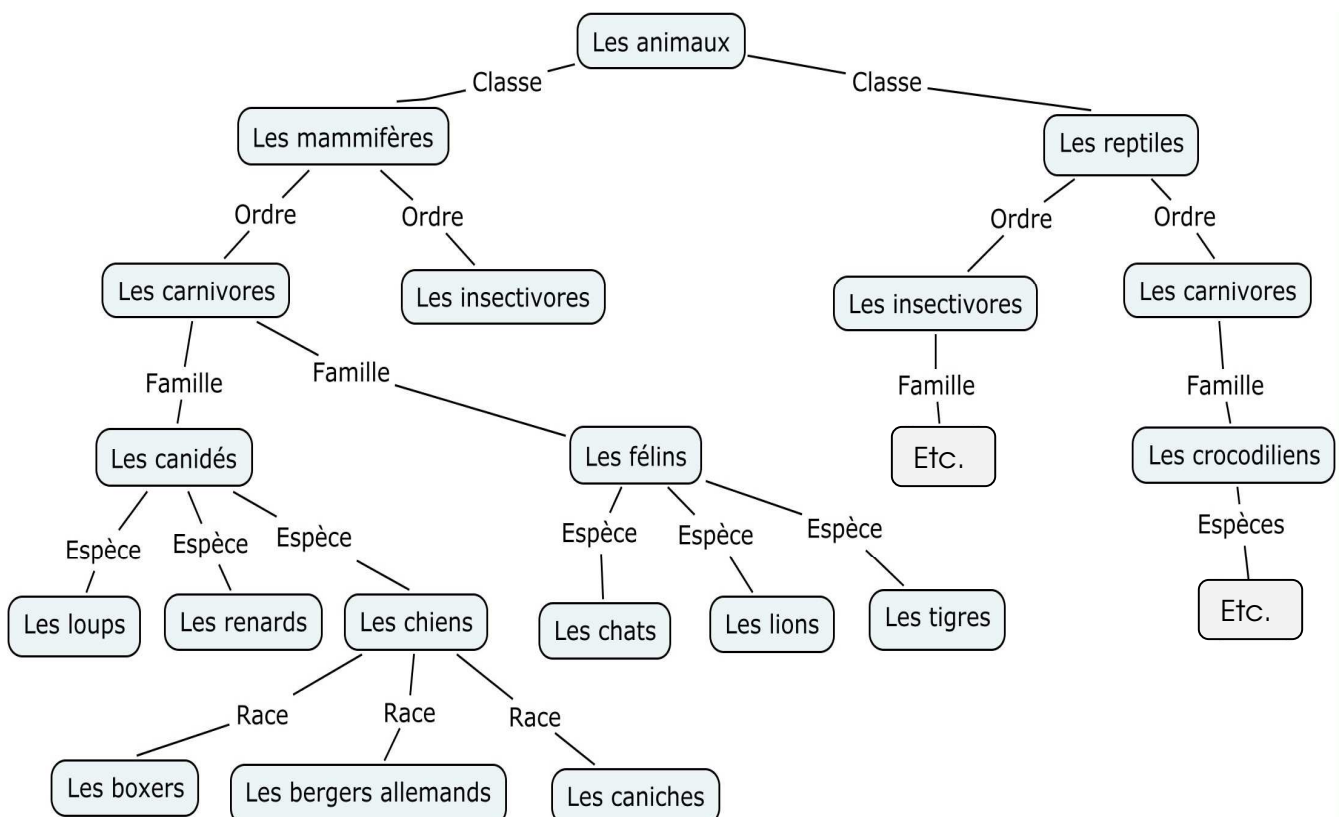 Les animaux
Classe
Classe
Les mammifères
Les reptiles
Ordre
Ordre
Ordre
Ordre
Les carnivores
Les insectivores
Les insectivores
Les carnivores
Famille
Famille
Famille
Famille
Les canidés
Les félins
Etc.
Les crocodiliens
Espèce
Espèce
Espèce
Espèce
Espèce
Espèce
Espèces
Les loups
Les renards
Les chiens
Les chats
Les lions
Les tigres
Etc.
Race
Race
Race
Les boxers
Les bergers allemands
Les caniches